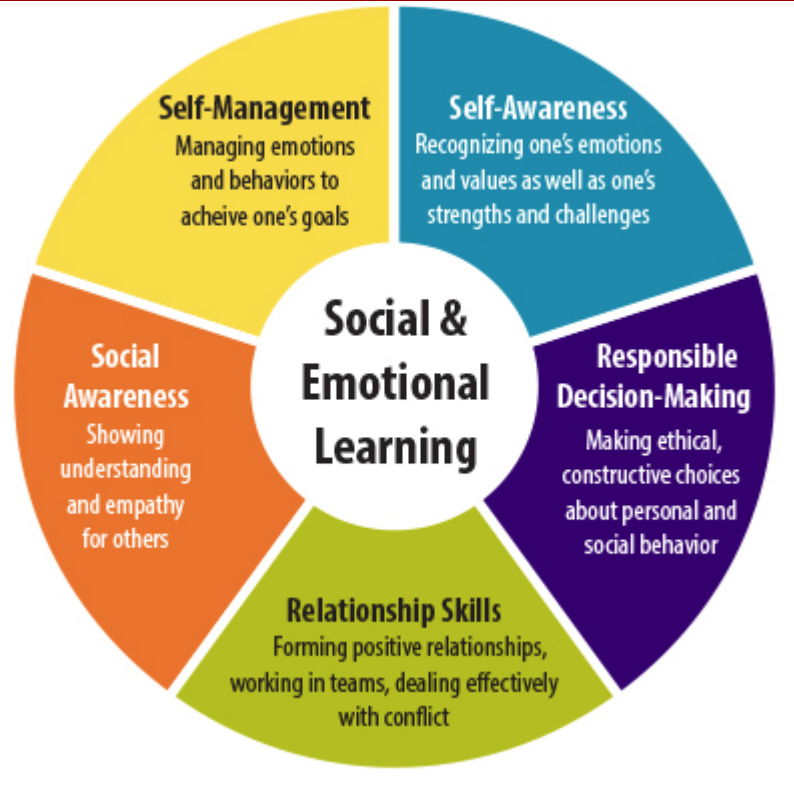 Self-Management
Managing emotions
and behaviors to
acheive one's goals
Self-Awareness
Recognizing one's emotions
and values as well as one's
strengths and challenges
Social &
Emotional
Learning
Social
Awareness
Showing
understanding
and empathy
for others
Responsible
Decision-Making
Making ethical,
constructive choices
about personal and
social behavior
Relationship Skills
Forming positive relationships,
working in teams, dealing effectively
with conflict